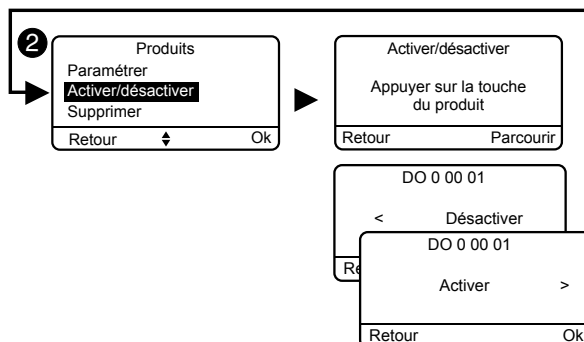 2
Produits
Paramétrer
Activer/désactiver
Supprimer
Retour Ok
Activer/désactiver
Appuyer sur la touche
du produit
Retour Parcourir
DO 0 00 01
< Désactiver
Re
DO 0 00 01
Activer >
Retour Ok